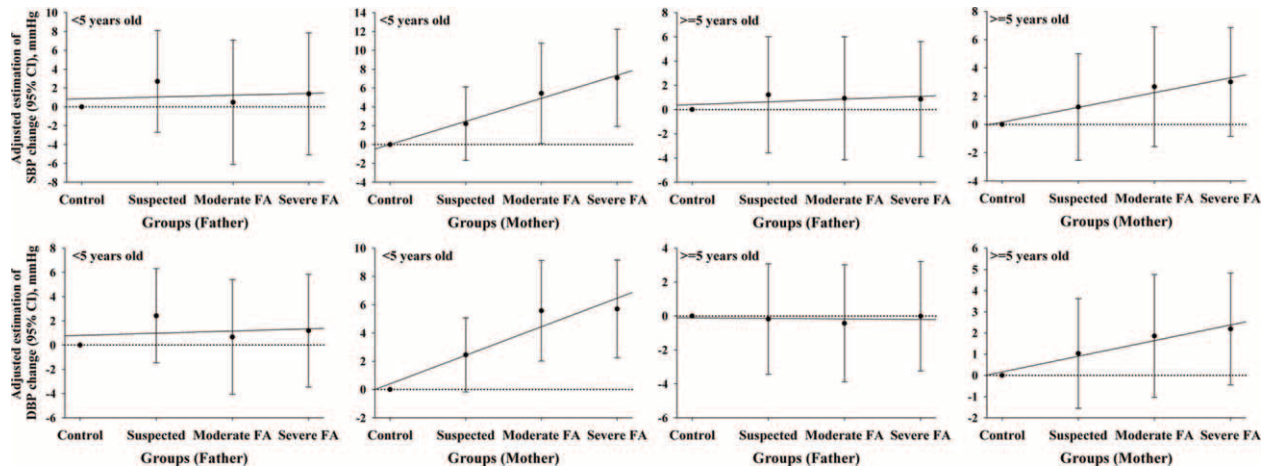 Adjusted estimation of
SBP change (95% CI), mmHg
10
8
6
4
2
0
-2
-4
-6
-8
<5 years old
Control Suspected Moderate FA Severe FA
Groups (Father)
14
12
10
8
6
4
2
0
-2
-4
<5 years old
Control Suspected Moderate FA Severe FA
Groups (Mother)
8
6
4
2
0
-2
-4
-6
>=5 years old
Control Suspected Moderate FA Severe FA
Groups (Father)
8
6
4
2
0
-2
-4
>=5 years old
Control Suspected Moderate FA Severe FA
Groups (Mother)
Adjusted estimation of
DBP change (95% CI), mmHg
8
6
4
2
0
-2
-4
-6
<5 years old
Control Suspected Moderate FA Severe FA
Groups (Father)
10
8
6
4
2
0
-2
<5 years old
Control Suspected Moderate FA Severe FA
Groups (Mother)
4
2
0
-2
-4
-6
>=5 years old
Control Suspected Moderate FA Severe FA
Groups (Father)
6
5
4
3
2
1
0
-1
-2
>=5 years old
Control Suspected Moderate FA Severe FA
Groups (Mother)